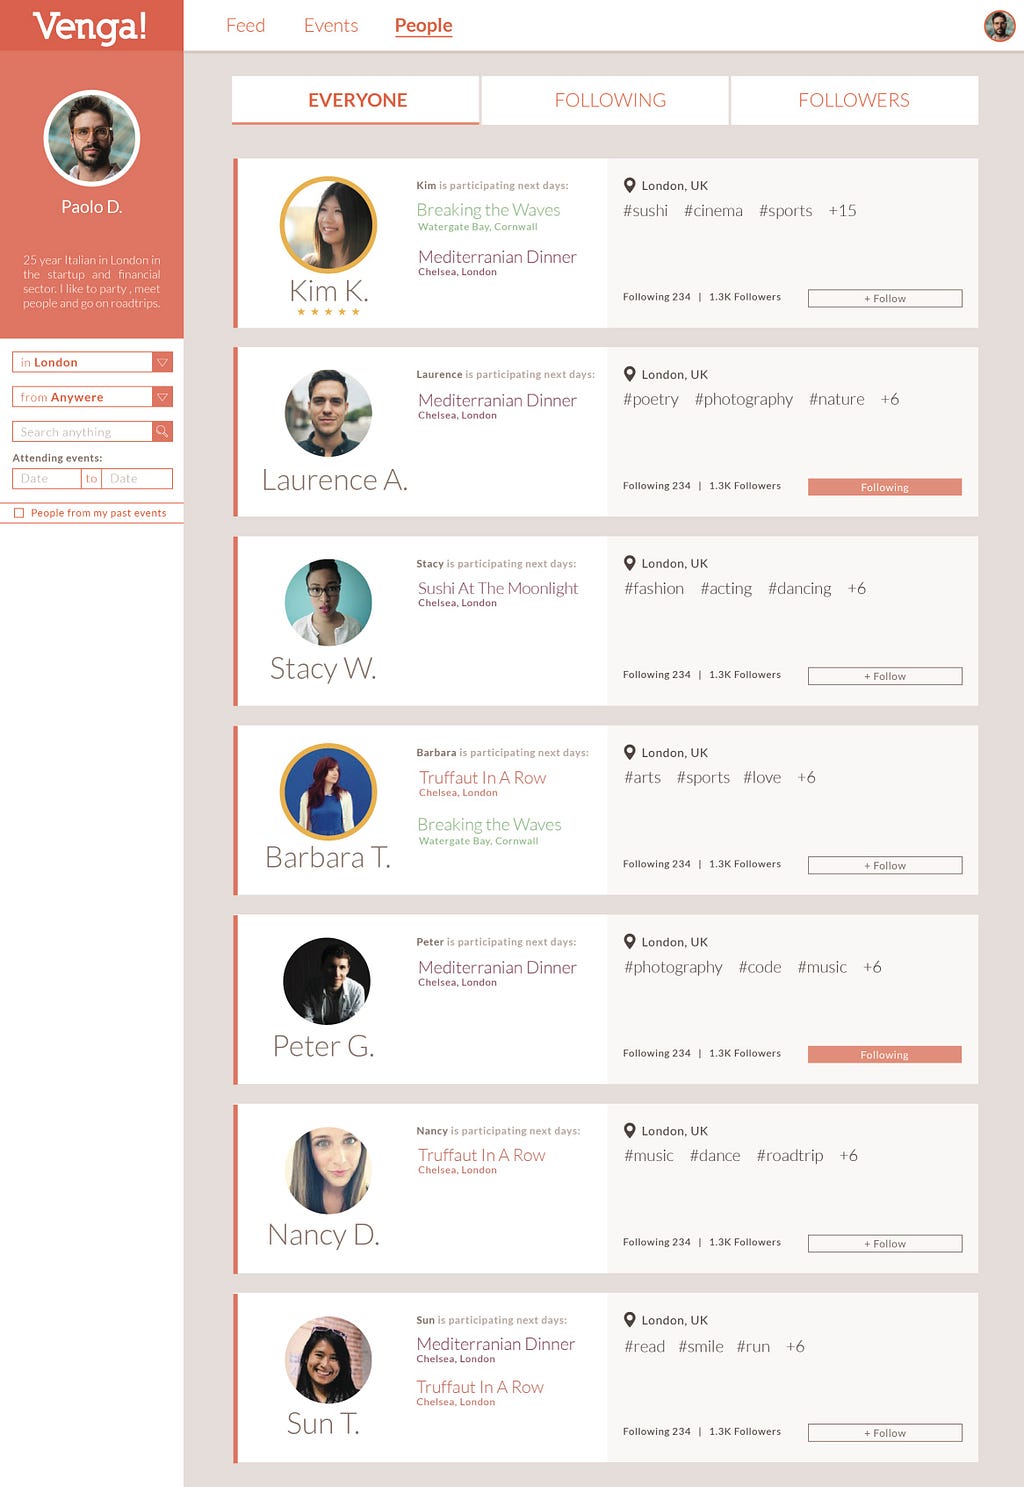 Venga!
Feed Events People
Paolo D.
25 year Italian in London in
the startup and financial
sector. I like to party , meet
people and go on roadtrips.
in London
from Anywere
Search anything
Attending events:
Date to Date
People from my past events
EVERYONE FOLLOWING FOLLOWERS
Kim K.
Kim is participating next days:
Breaking the Waves
Watergate Bay, Cornwall
Mediterranian Dinner
Chelsea, London
London, UK
#sushi #cinema #sports +15
Following 234 | 1.3K Followers
+ Follow
Laurence A.
Laurence is participating next days:
Mediterranian Dinner
Chelsea, London
London, UK
#poetry #photography #nature +6
Following 234 | 1.3K Followers
Following
Stacy W.
Stacy is participating next days:
Sushi At The Moonlight
Chelsea, London
London, UK
#fashion #acting #dancing +6
Following 234 | 1.3K Followers
+ Follow
Barbara T.
Barbara is participating next days:
Truffaut In A Row
Chelsea, London
Breaking the Waves
Watergate Bay, Cornwall
London, UK
#arts #sports #love +6
Following 234 | 1.3K Followers
+ Follow
Peter G.
Peter is participating next days:
Mediterranian Dinner
Chelsea, London
London, UK
#photography #code #music +6
Following 234 | 1.3K Followers
Following
Nancy D.
Nancy is participating next days:
Truffaut In A Row
Chelsea, London
London, UK
#music #dance #roadtrip +6
Following 234 | 1.3K Followers
+ Follow
Sun T.
Sun is participating next days:
Mediterranian Dinner
Chelsea, London
Truffaut In A Row
Chelsea, London
London, UK
#read #smile #run +6
Following 234 | 1.3K Followers
+ Follow